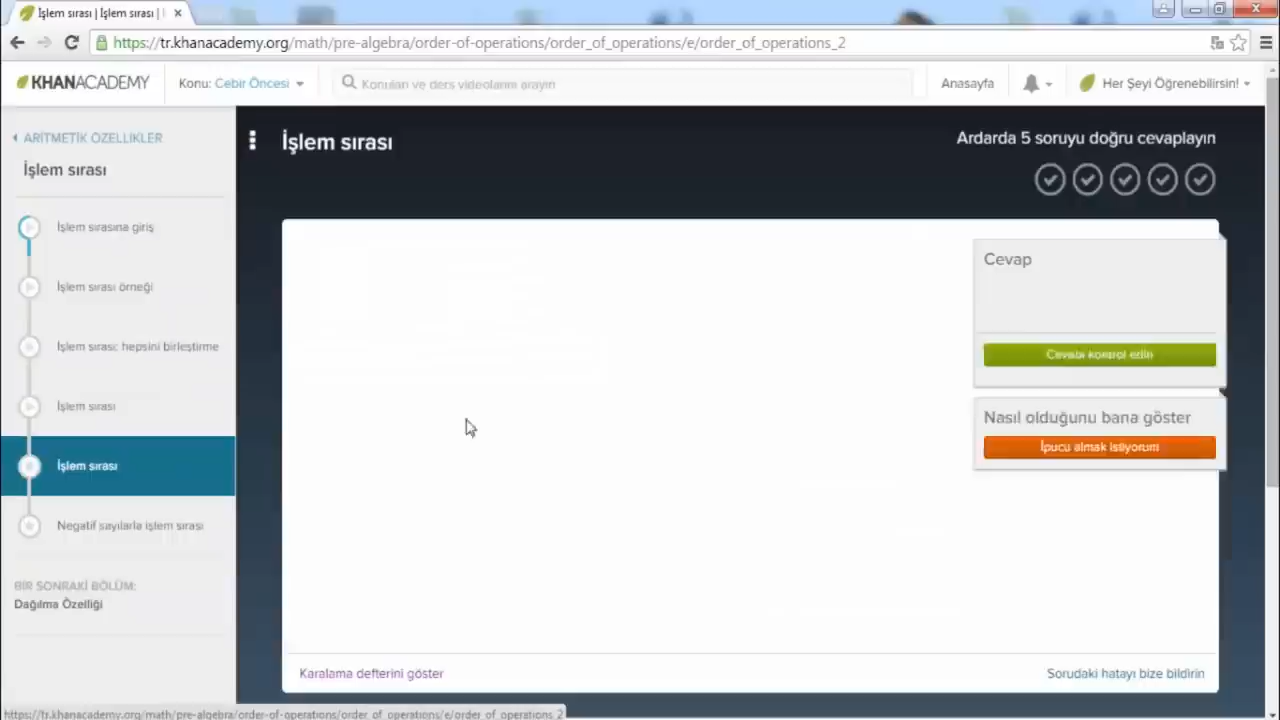 İşlem sırası | İşlem sırası |
https://tr.khanacademy.org/math/pre-algebra/order-of-operations/order_of_operations/e/order_of_operations_2
KHANACADEMY
Konu: Cebir Öncesi
Konuları ve ders videolarını arayın
Anasayfa
Her Şeyi Öğrenebilirsin!
ARİTMETİK ÖZELLİKLER
İşlem sırası
İşlem sırasına giriş
İşlem sırası örneği
İşlem sırası: hepsini birleştirme
İşlem sırası
İşlem sırası
Negatif sayılarla işlem sırası
BİR SONRAKİ BÖLÜM:
Dağılma Özelliği
İşlem sırası
Ardarda 5 soruyu doğru cevaplayın
Cevap
Cevabı kontrol edin
Nasıl olduğunu bana göster
İpucu almak istiyorum
Karalama defterini göster
Sorudaki hatayı bize bildirin
https://tr.khanacademy.org/math/pre-algebra/order-of-operations/order_of_operations/e/order_of_operations_2